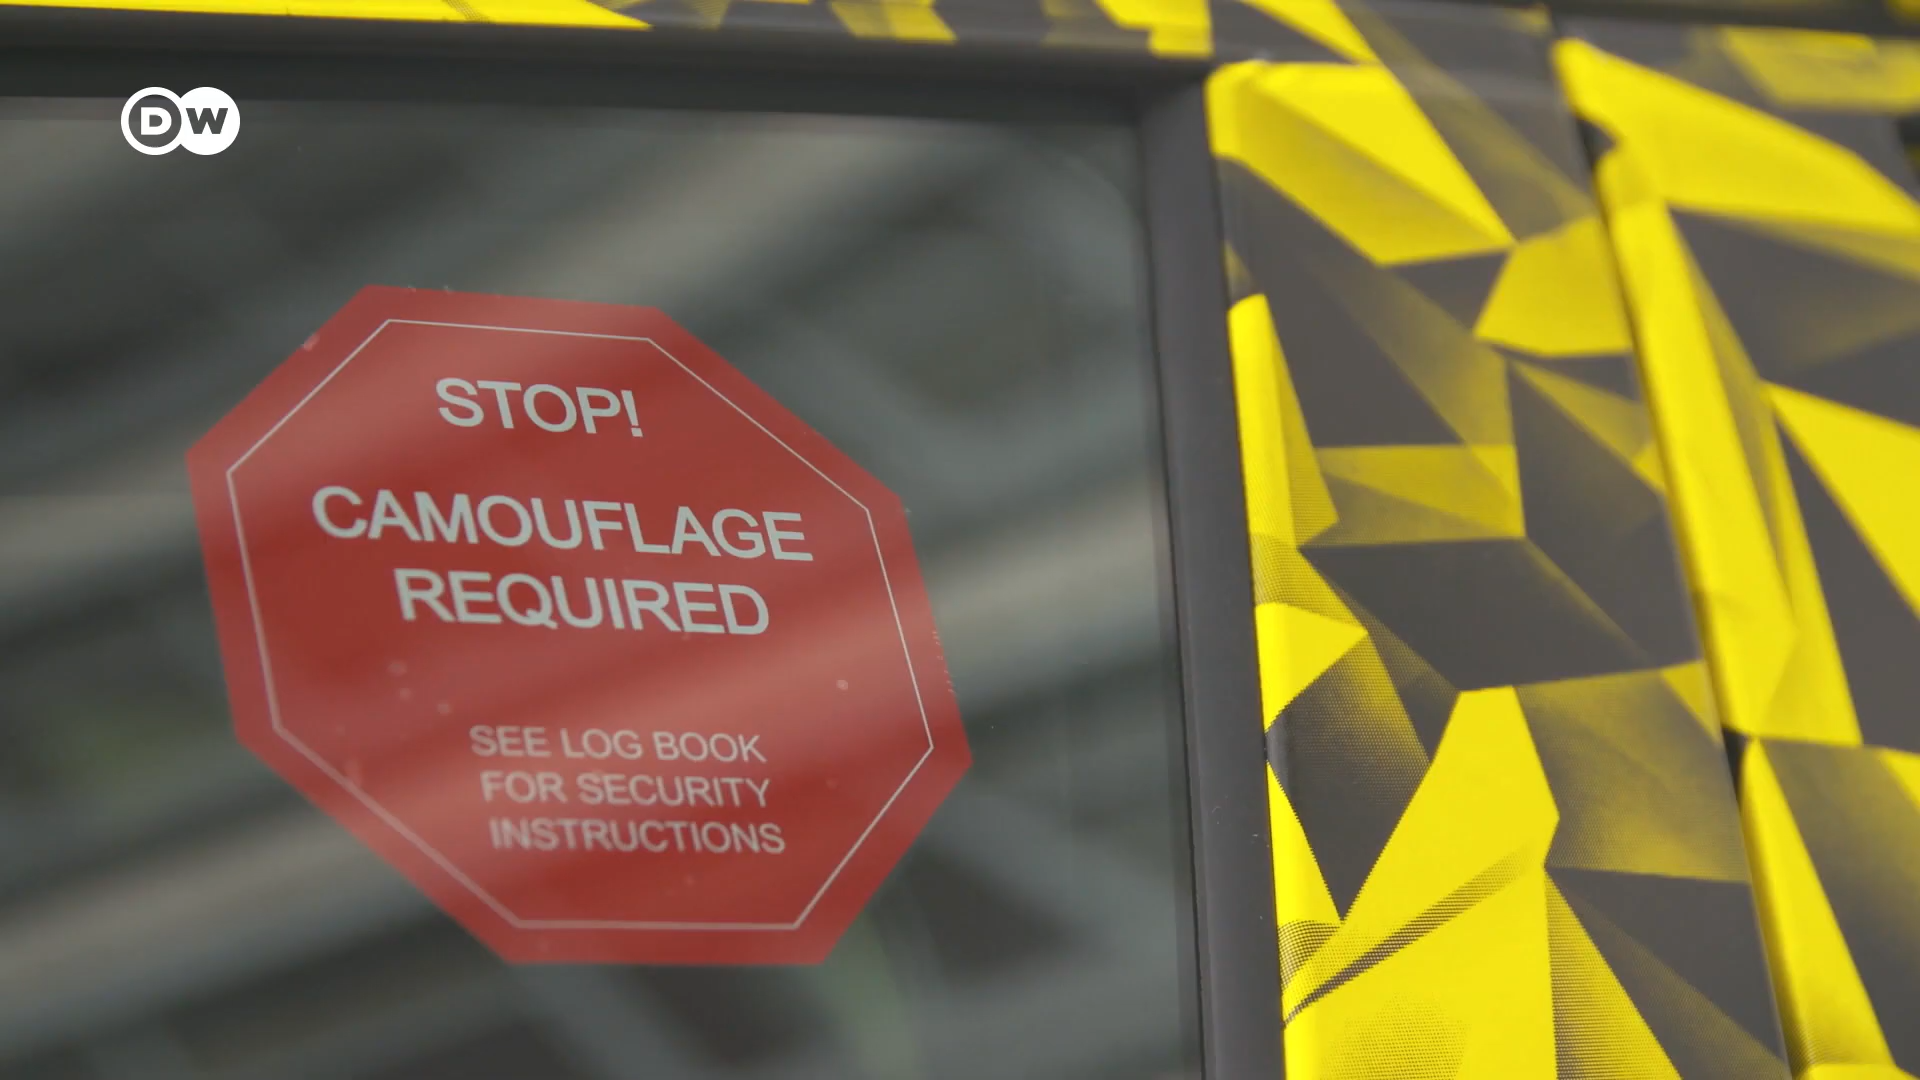 DW
STOP!
CAMOUFLAGE
REQUIRED
SEE LOG BOOK
FOR SECURITY
INSTRUCTIONS